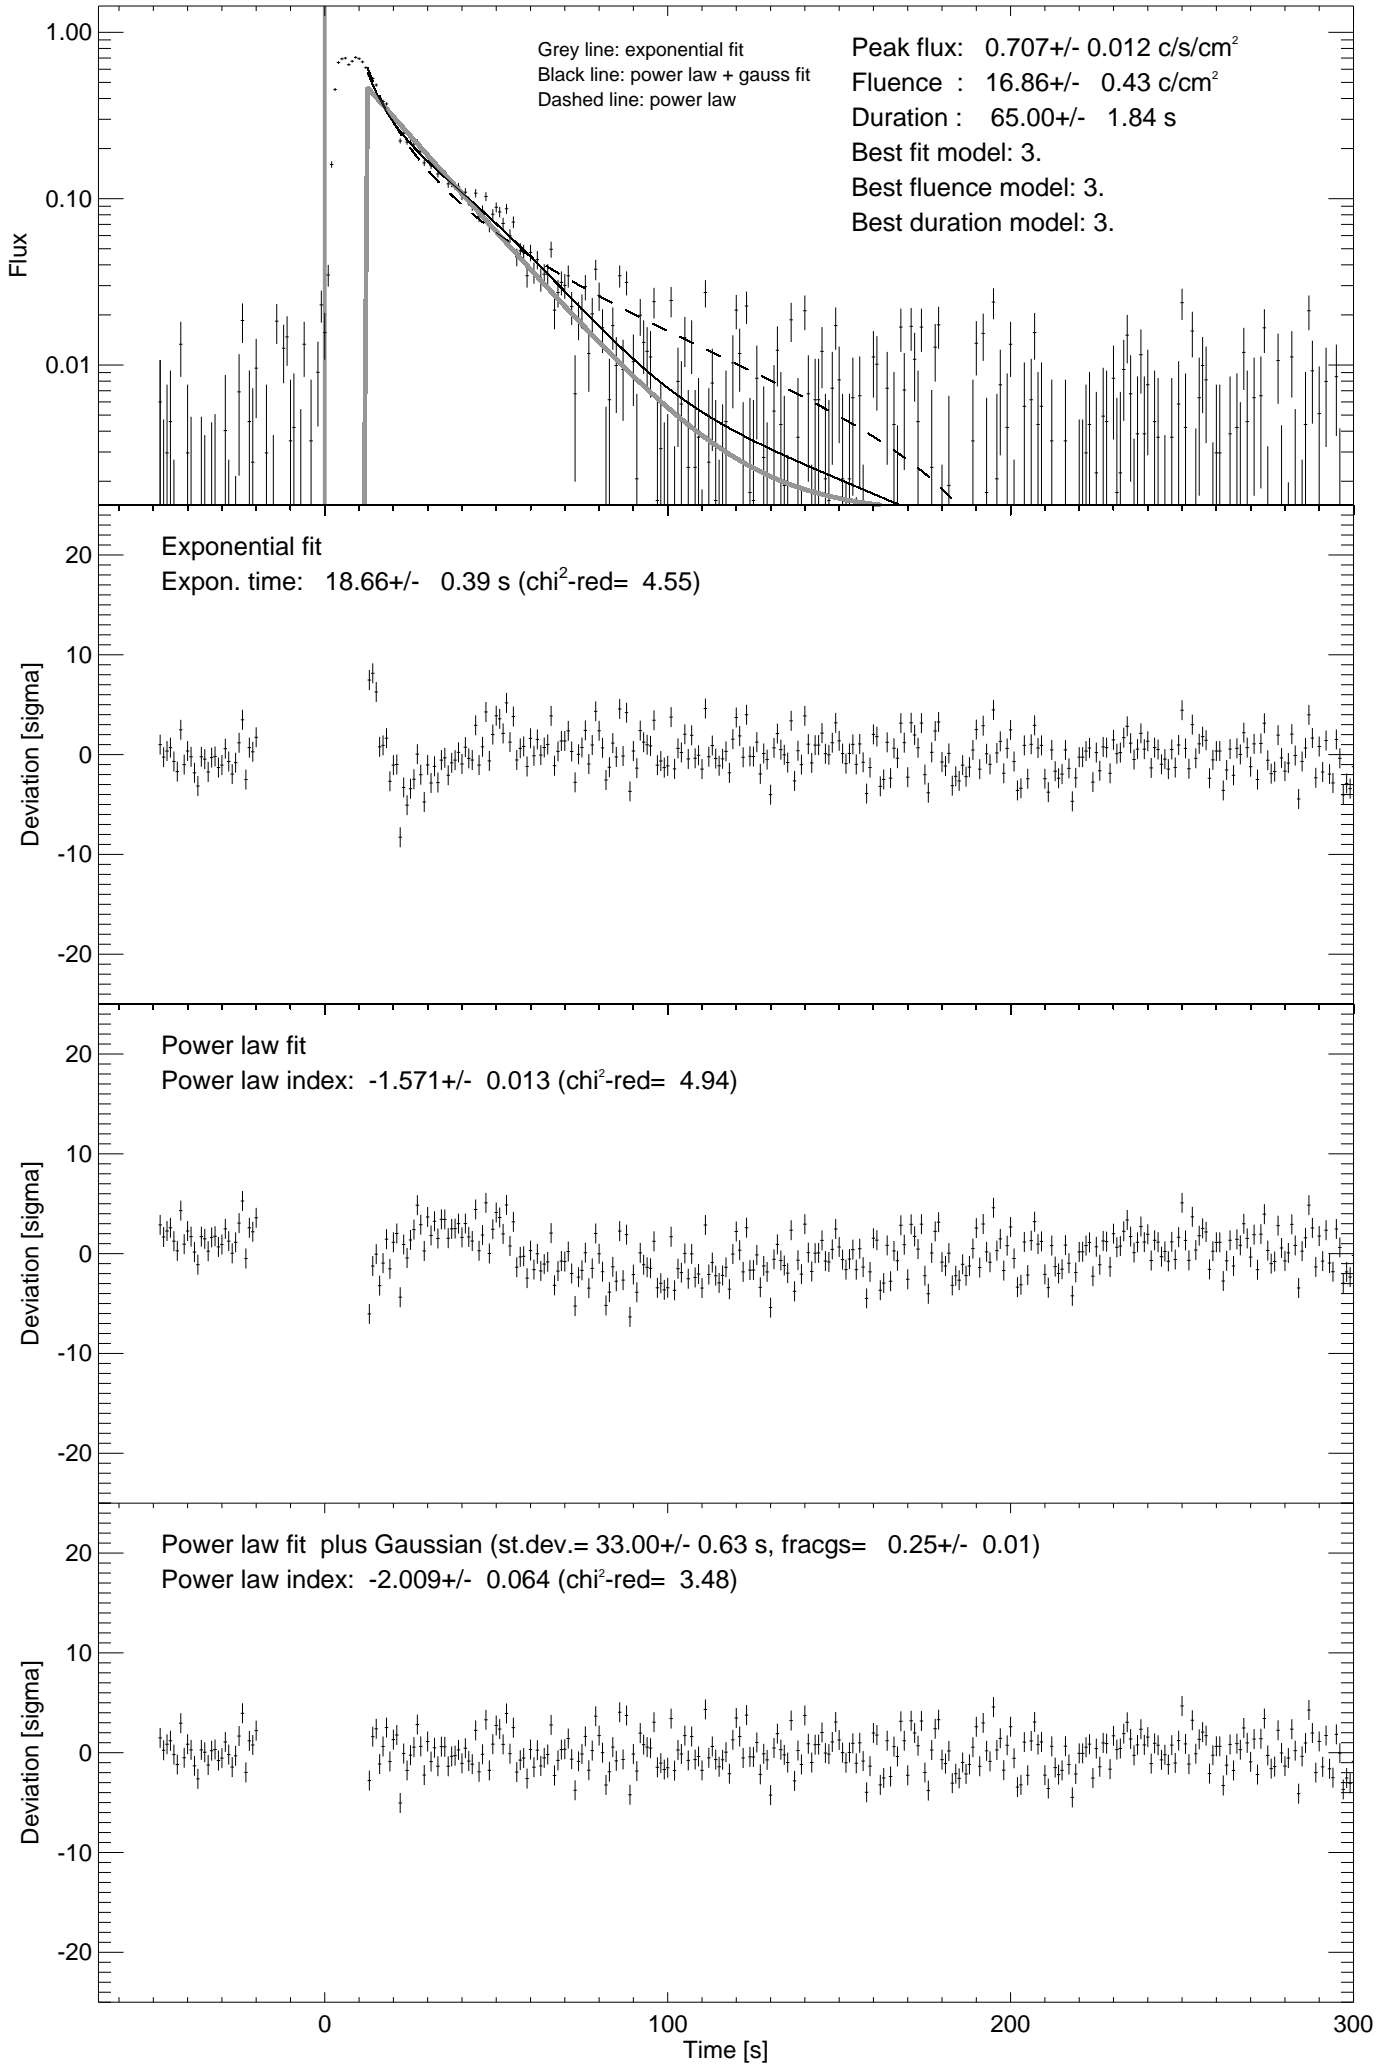 1.00
0.10
0.01
Flux
Grey line: exponential fit
Black line: power law + gauss fit
Dashed line: power law
Peak flux: 0.707+/- 0.012 c/s/cm²
Fluence : 16.86+/- 0.43 c/cm²
Duration : 65.00+/- 1.84 s
Best fit model: 3.
Best fluence model: 3.
Best duration model: 3.
20
10
0
-10
-20
Deviation [sigma]
Exponential fit
Expon. time: 18.66+/- 0.39 s (chi²-red= 4.55)
20
10
0
-10
-20
Deviation [sigma]
Power law fit
Power law index: -1.571+/- 0.013 (chi²-red= 4.94)
20
10
0
-10
-20
Deviation [sigma]
Power law fit plus Gaussian (st.dev.= 33.00+/- 0.63 s, fracgs= 0.25+/- 0.01)
Power law index: -2.009+/- 0.064 (chi²-red= 3.48)
0 100 200 300
Time [s]